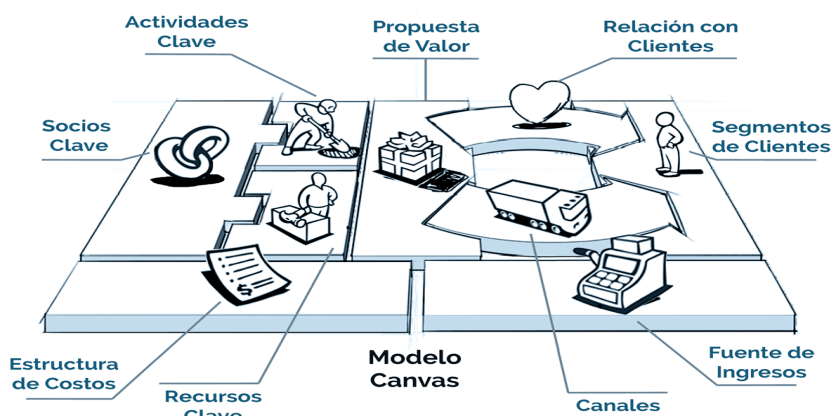 Actividades
Clave
Propuesta
de Valor
Relación con
Clientes
Socios
Clave
Segmentos
de Clientes
Estructura
de Costos
Recursos
Clave
Modelo
Canvas
Canales
Fuente de
Ingresos